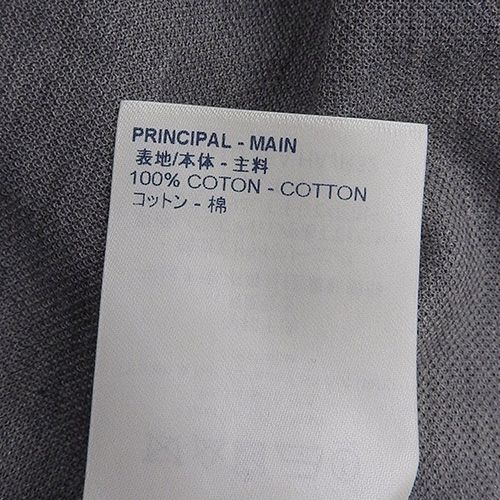 PRINCIPAL - MAIN
表地/本体 - 主料
100% COTON - COTTON
コットン - 棉